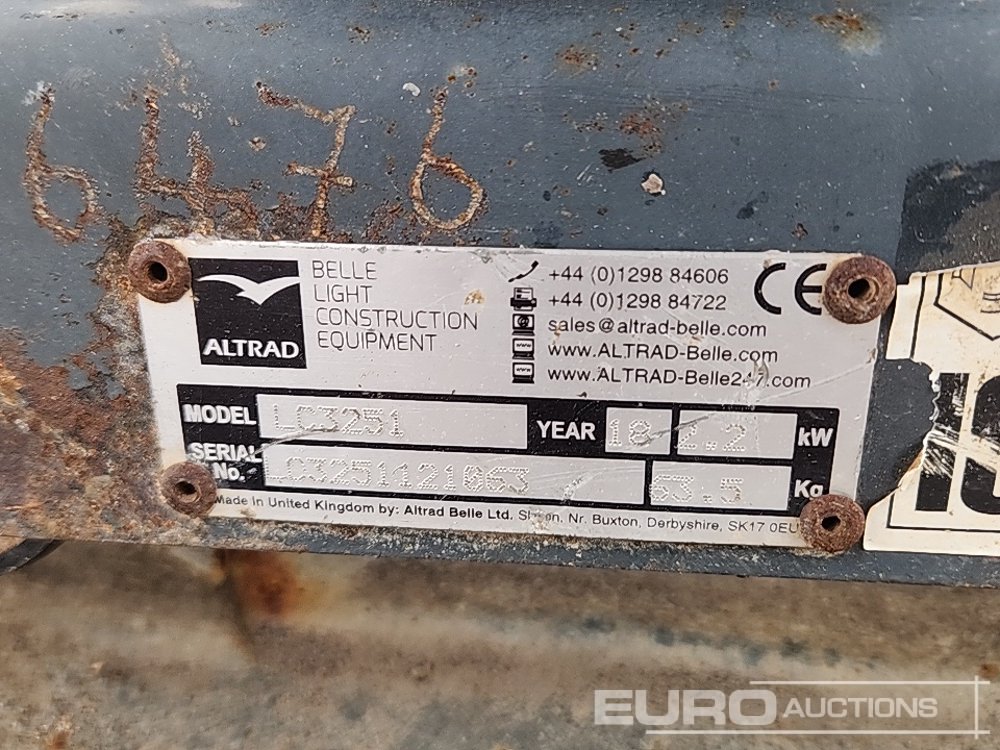 6476
ALTRAD
BELLE
LIGHT
CONSTRUCTION
EQUIPMENT
+44 (0)1298 84606
+44 (0)1298 84722
sales@altrad-belle.com
www.ALTRAD-Belle.com
www.ALTRAD-Belle247.com
CE
MODEL LC3251 YEAR 18 2.2 kW
SERIAL No. LC3251121063 63.5 Kg
Made in United Kingdom by: Altrad Belle Ltd. Nr. Buxton, Derbyshire, SK17 0EU
10
EURO AUCTIONS